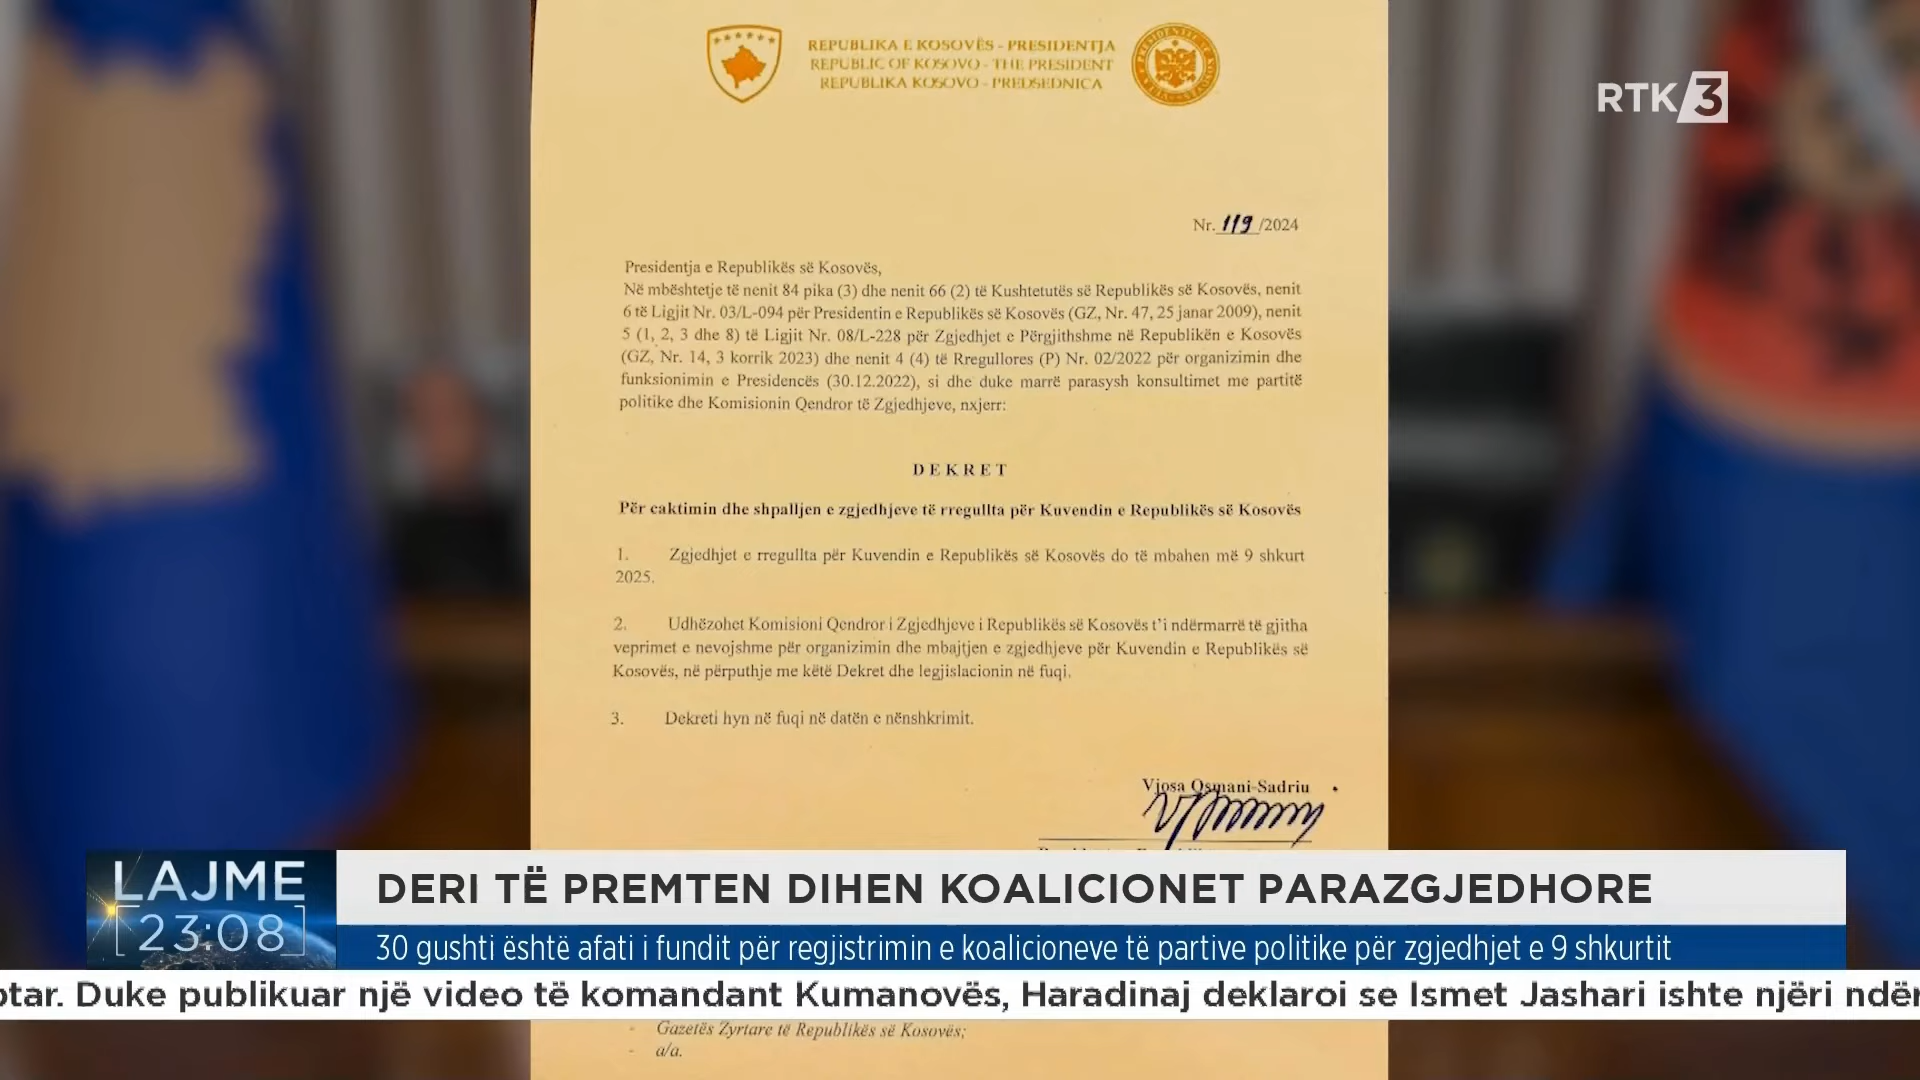 REPUBLIKA E KOSOVËS - PRESIDENTJA
REPUBLIC OF KOSOVO - THE PRESIDENT
REPUBLIKA KOSOVO - PREDSEDNICA
RTK 3
Nr. 119 /2024
Presidentja e Republikës së Kosovës,
Në mbështetje të nenit 84 pika (3) dhe nenit 66 (2) të Kushtetutës së Republikës së Kosovës, nenit
6 të Ligjit Nr. 03/L-094 për Presidentin e Republikës së Kosovës (GZ, Nr. 47, 25 janar 2009), nenit
5 (1, 2, 3 dhe 8) të Ligjit Nr. 08/L-228 për Zgjedhjet e Përgjithshme në Republikën e Kosovës
(GZ, Nr. 14, 3 korrik 2023) dhe nenit 4 (4) të Rregullores (P) Nr. 02/2022 për organizimin dhe
funksionimin e Presidencës (30.12.2022), si dhe duke marrë parasysh konsultimet me partitë
politike dhe Komisionin Qendror të Zgjedhjeve, nxjerr:
DEKRET
Për caktimin dhe shpalljen e zgjedhjeve të rregullta për Kuvendin e Republikës së Kosovës
1. Zgjedhjet e rregullta për Kuvendin e Republikës së Kosovës do të mbahen më 9 shkurt
2025.
2. Udhëzohet Komisioni Qendror i Zgjedhjeve i Republikës së Kosovës t'i ndërmarrë të gjitha
veprimet e nevojshme për organizimin dhe mbajtjen e zgjedhjeve për Kuvendin e Republikës së
Kosovës, në përputhje me këtë Dekret dhe legjislacionin në fuqi.
3. Dekreti hyn në fuqi në datën e nënshkrimit.
Vjosa Osmani-Sadriu
LAJME
23:08
DERI TË PREMTEN DIHEN KOALICIONET PARAZGJEDHORE
30 gushti është afati i fundit për regjistrimin e koalicioneve të partive politike për zgjedhjet e 9 shkurtit
ptar. Duke publikuar një video të komandant Kumanovës, Haradinaj deklaroi se Ismet Jashari ishte njëri ndër
- Gazetës Zyrtare të Republikës së Kosovës;
- a/a.